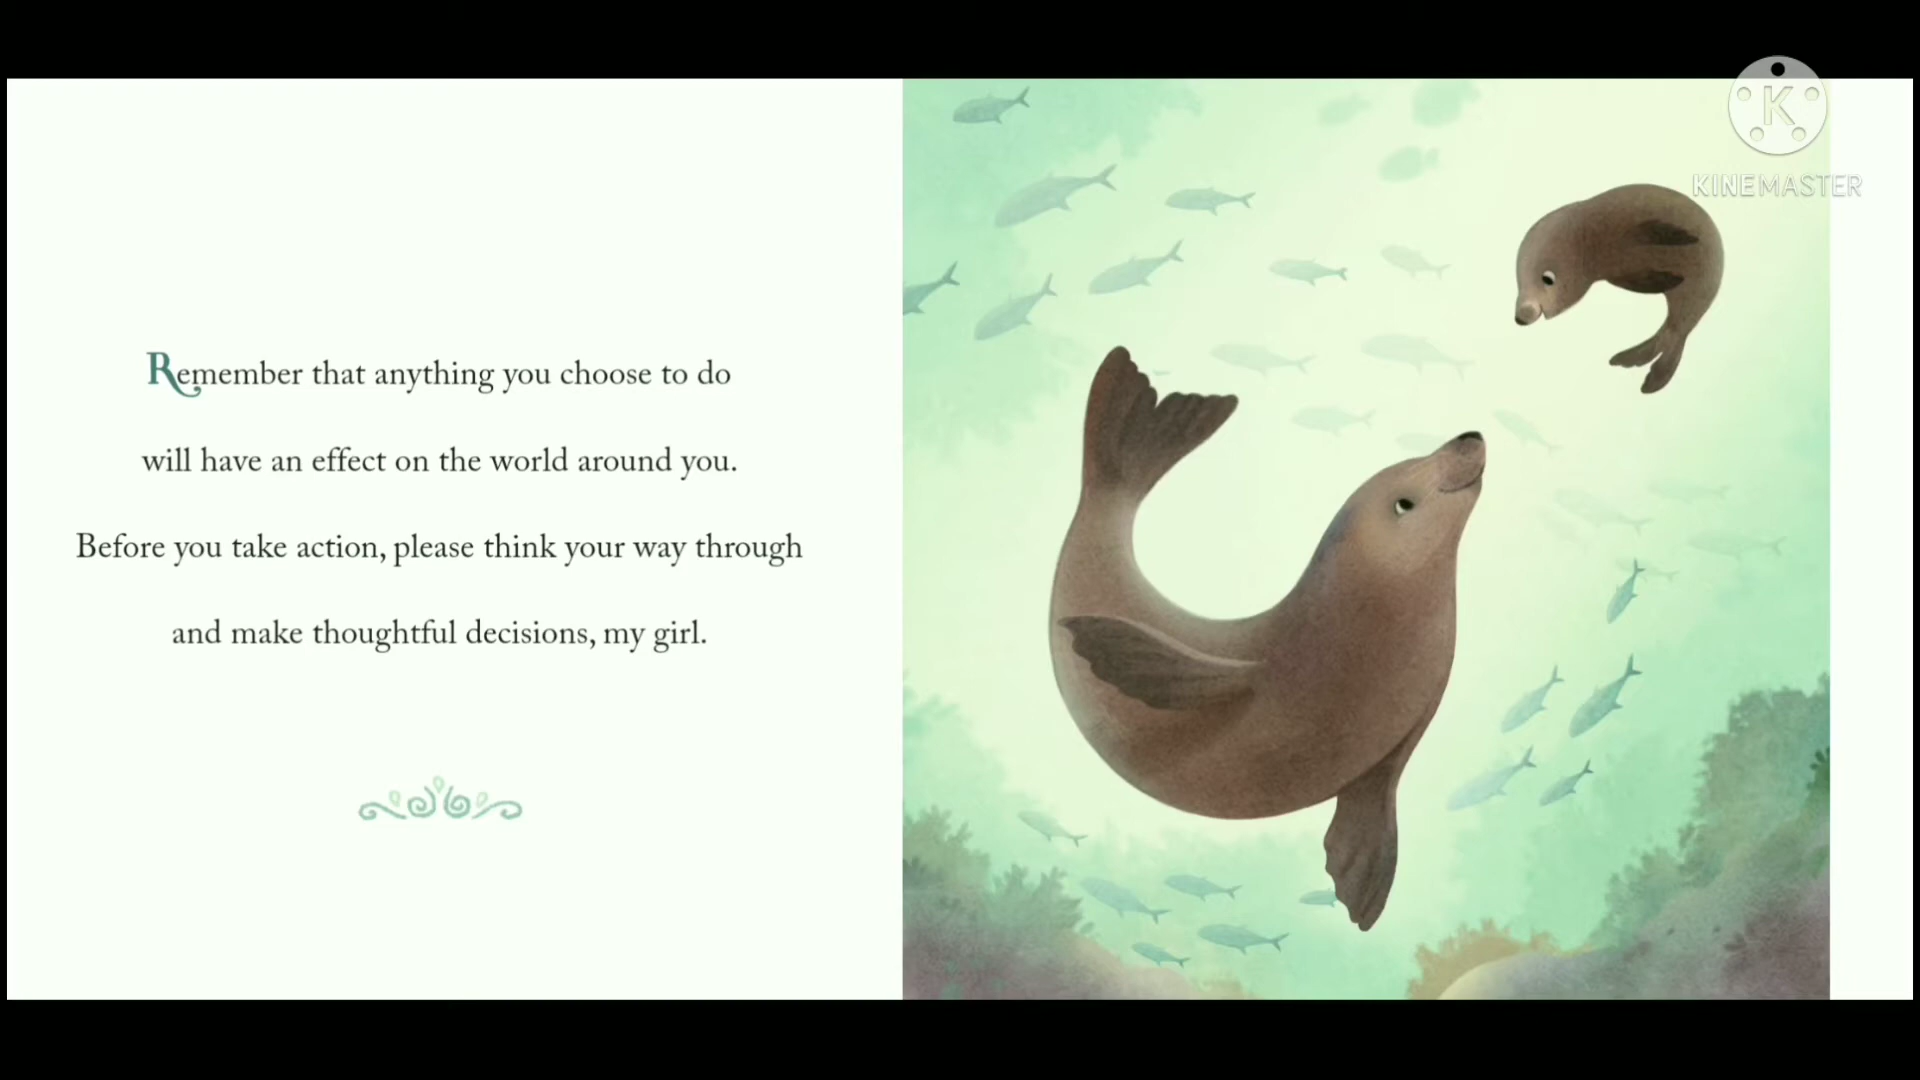 Remember that anything you choose to do
will have an effect on the world around you.
Before you take action, please think your way through
and make thoughtful decisions, my girl.
K
KINEMASTER